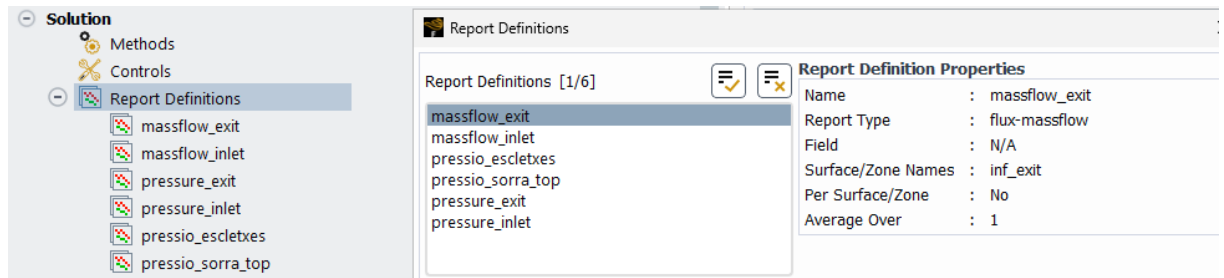 Solution
Methods
Controls
Report Definitions
massflow_exit
massflow_inlet
pressure_exit
pressure_inlet
pressio_escletxes
pressio_sorra_top
Report Definitions
Report Definitions [1/6]
massflow_exit
massflow_inlet
pressio_escletxes
pressio_sorra_top
pressure_exit
pressure_inlet
Report Definition Properties
Name : massflow_exit
Report Type : flux-massflow
Field : N/A
Surface/Zone Names : inf_exit
Per Surface/Zone : No
Average Over : 1